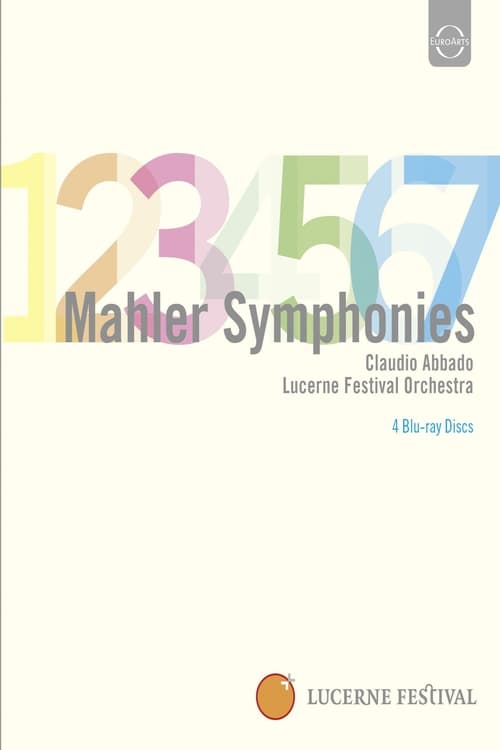 EUROARTS
1234567
Mahler Symphonies
Claudio Abbado
Lucerne Festival Orchestra
4 Blu-ray Discs
LUCERNE FESTIVAL